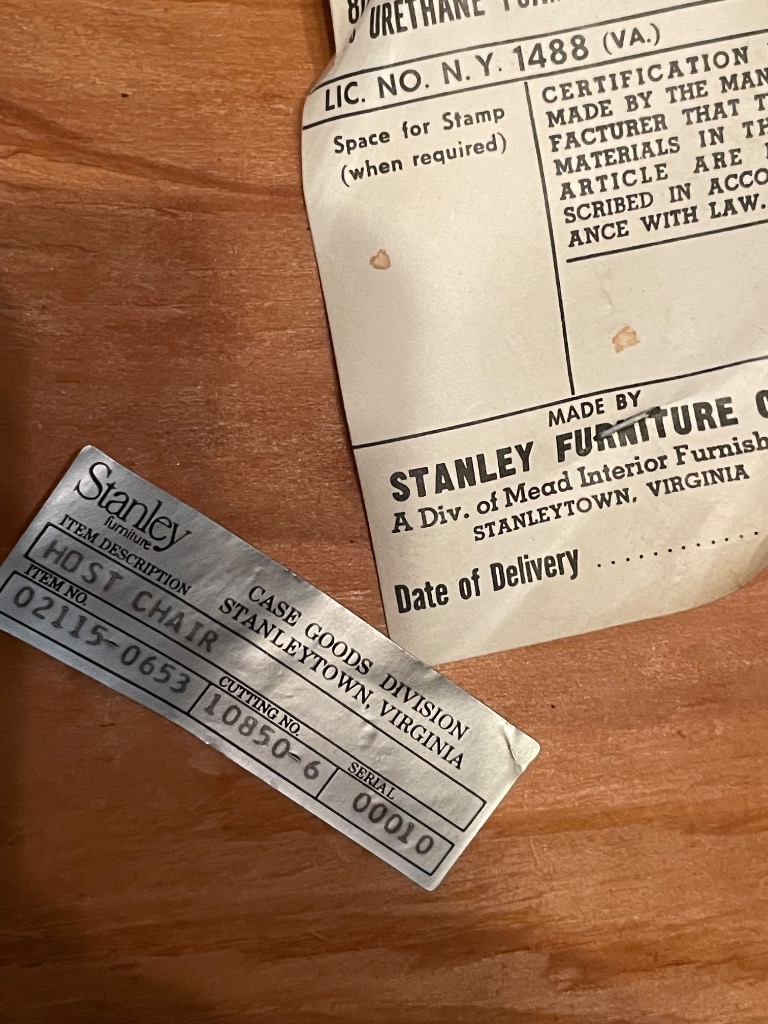 URETHANE
LIC. NO. N. Y. 1488 (VA.)
Space for Stamp
(when required)
CERTIFICATION
MADE BY THE MAN
FACTURER THAT T
MATERIALS IN TH
ARTICLE ARE
SCRIBED IN ACCO
ANCE WITH LAW.
MADE BY
STANLEY FURNITURE C
A Div. of Mead Interior Furnish
STANLEYTOWN, VIRGINIA
Date of Delivery ............
Stanley
furniture
CASE GOODS DIVISION
STANLEYTOWN, VIRGINIA
ITEM DESCRIPTION
HOST CHAIR
ITEM NO.
02115-0653
CUTTING NO.
10850-6
SERIAL
00010